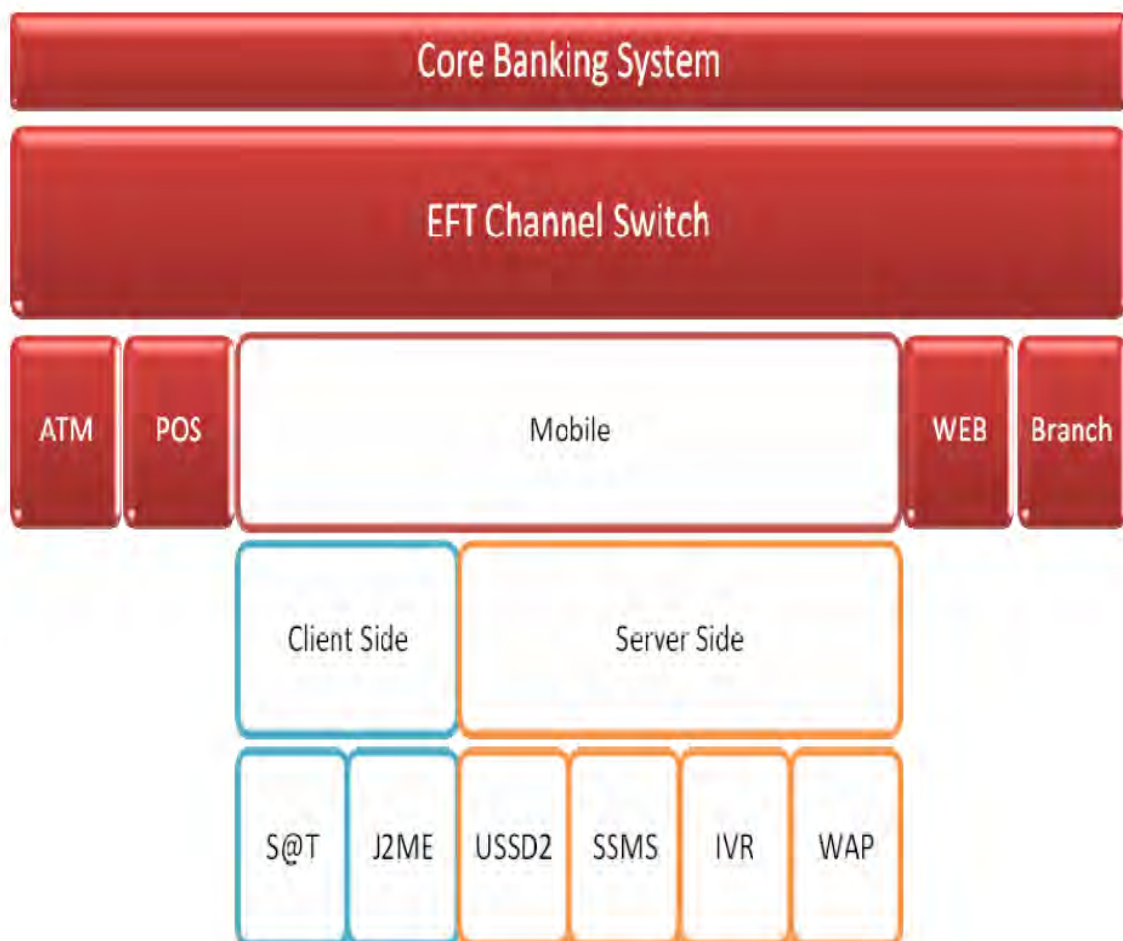 Core Banking System
EFT Channel Switch
ATM
POS
Mobile
WEB
Branch
Client Side
Server Side
S@T
J2ME
USSD2
SSMS
IVR
WAP